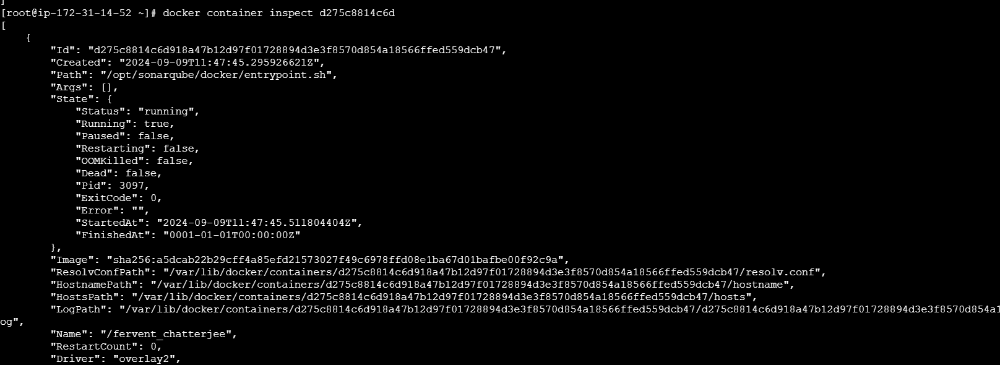 ]
[root@ip-172-31-14-52 ~]# docker container inspect d275c8814c6d
[
    {
        "Id": "d275c8814c6d918a47b12d97f01728894d3e3f8570d854a18566ffed559dcb47",
        "Created": "2024-09-09T11:47:45.295926621Z",
        "Path": "/opt/sonarqube/docker/entrypoint.sh",
        "Args": [],
        "State": {
            "Status": "running",
            "Running": true,
            "Paused": false,
            "Restarting": false,
            "OOMKilled": false,
            "Dead": false,
            "Pid": 3097,
            "ExitCode": 0,
            "Error": "",
            "StartedAt": "2024-09-09T11:47:45.511804404Z",
            "FinishedAt": "0001-01-01T00:00:00Z"
        },
        "Image": "sha256:a5dcab22b29cff4a85efd21573027f49c6978ffd08e1ba67d01bafbe00f92c9a",
        "ResolvConfPath": "/var/lib/docker/containers/d275c8814c6d918a47b12d97f01728894d3e3f8570d854a18566ffed559dcb47/resolv.conf",
        "HostnamePath": "/var/lib/docker/containers/d275c8814c6d918a47b12d97f01728894d3e3f8570d854a18566ffed559dcb47/hostname",
        "HostsPath": "/var/lib/docker/containers/d275c8814c6d918a47b12d97f01728894d3e3f8570d854a18566ffed559dcb47/hosts",
        "LogPath": "/var/lib/docker/containers/d275c8814c6d918a47b12d97f01728894d3e3f8570d854a18566ffed559dcb47/d275c8814c6d918a47b12d97f01728894d3e3f8570d854a1
og",
        "Name": "/fervent_chatterjee",
        "RestartCount": 0,
        "Driver": "overlay2",